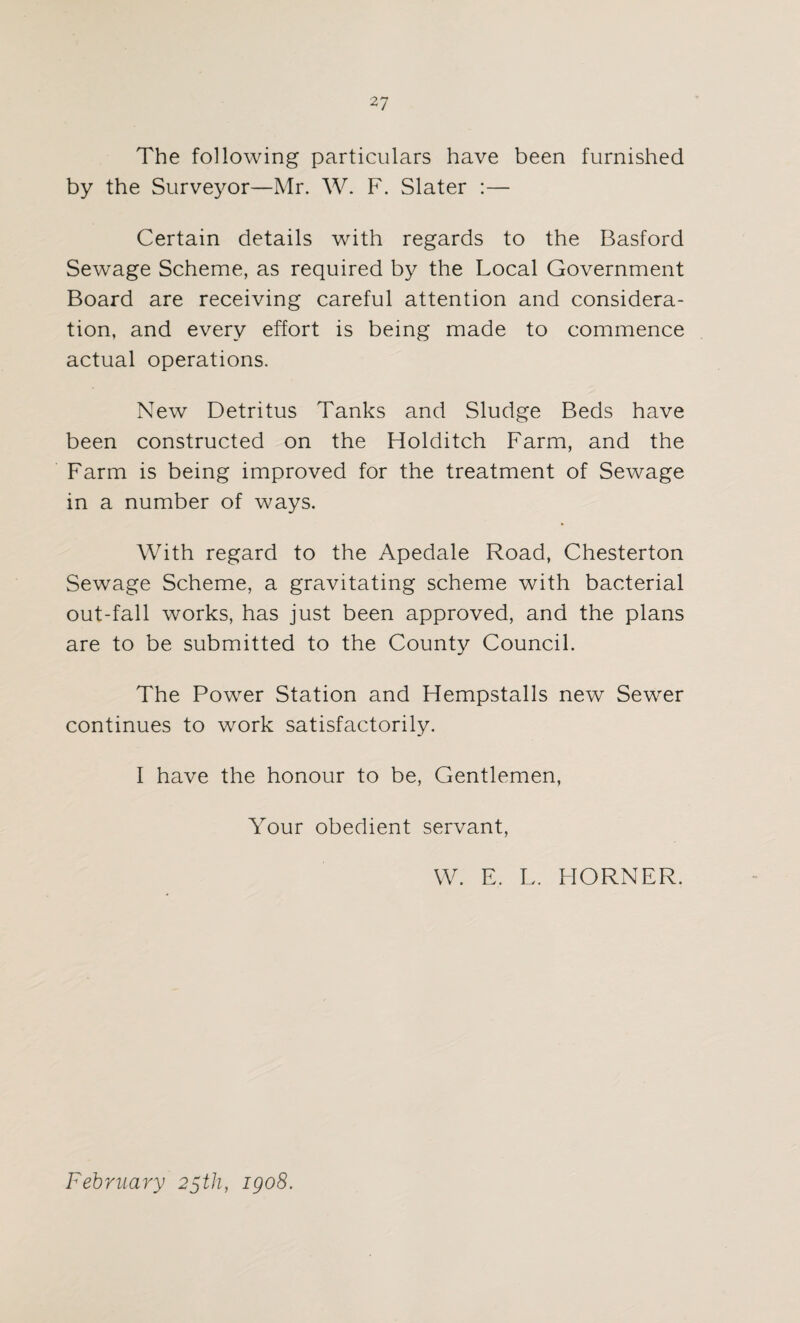 27
The following particulars have been furnished
by the Surveyor—Mr. W. F. Slater :—
Certain details with regards to the Basford
Sewage Scheme, as required by the Local Government
Board are receiving careful attention and considera-
tion, and every effort is being made to commence
actual operations.
New Detritus Tanks and Sludge Beds have
been constructed on the Holditch Farm, and the
Farm is being improved for the treatment of Sewage
in a number of ways.
With regard to the Apedale Road, Chesterton
Sewage Scheme, a gravitating scheme with bacterial
out-fall works, has just been approved, and the plans
are to be submitted to the County Council.
The Power Station and Hempstalls new Sewer
continues to work satisfactorily.
I have the honour to be, Gentlemen,
Your obedient servant,
W. E. L. HORNER.
February 25th, 1908.